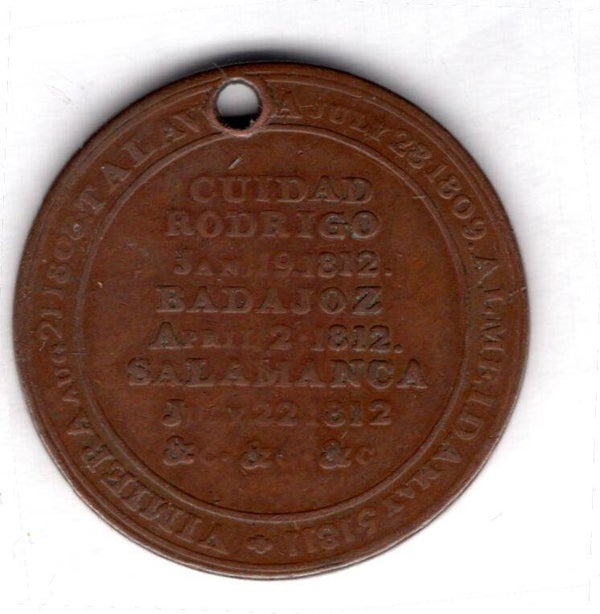 VIMIERA AUG 21 1808 · TALAVERA JULY 28 1809. ALMEIDA MAY 5 1811
CUIDAD
RODRIGO
JAN. 19. 1812.
BADAJOZ
APRIL 2 · 1812.
SALAMANCA
JULY 22 1812
&c · &c · &c